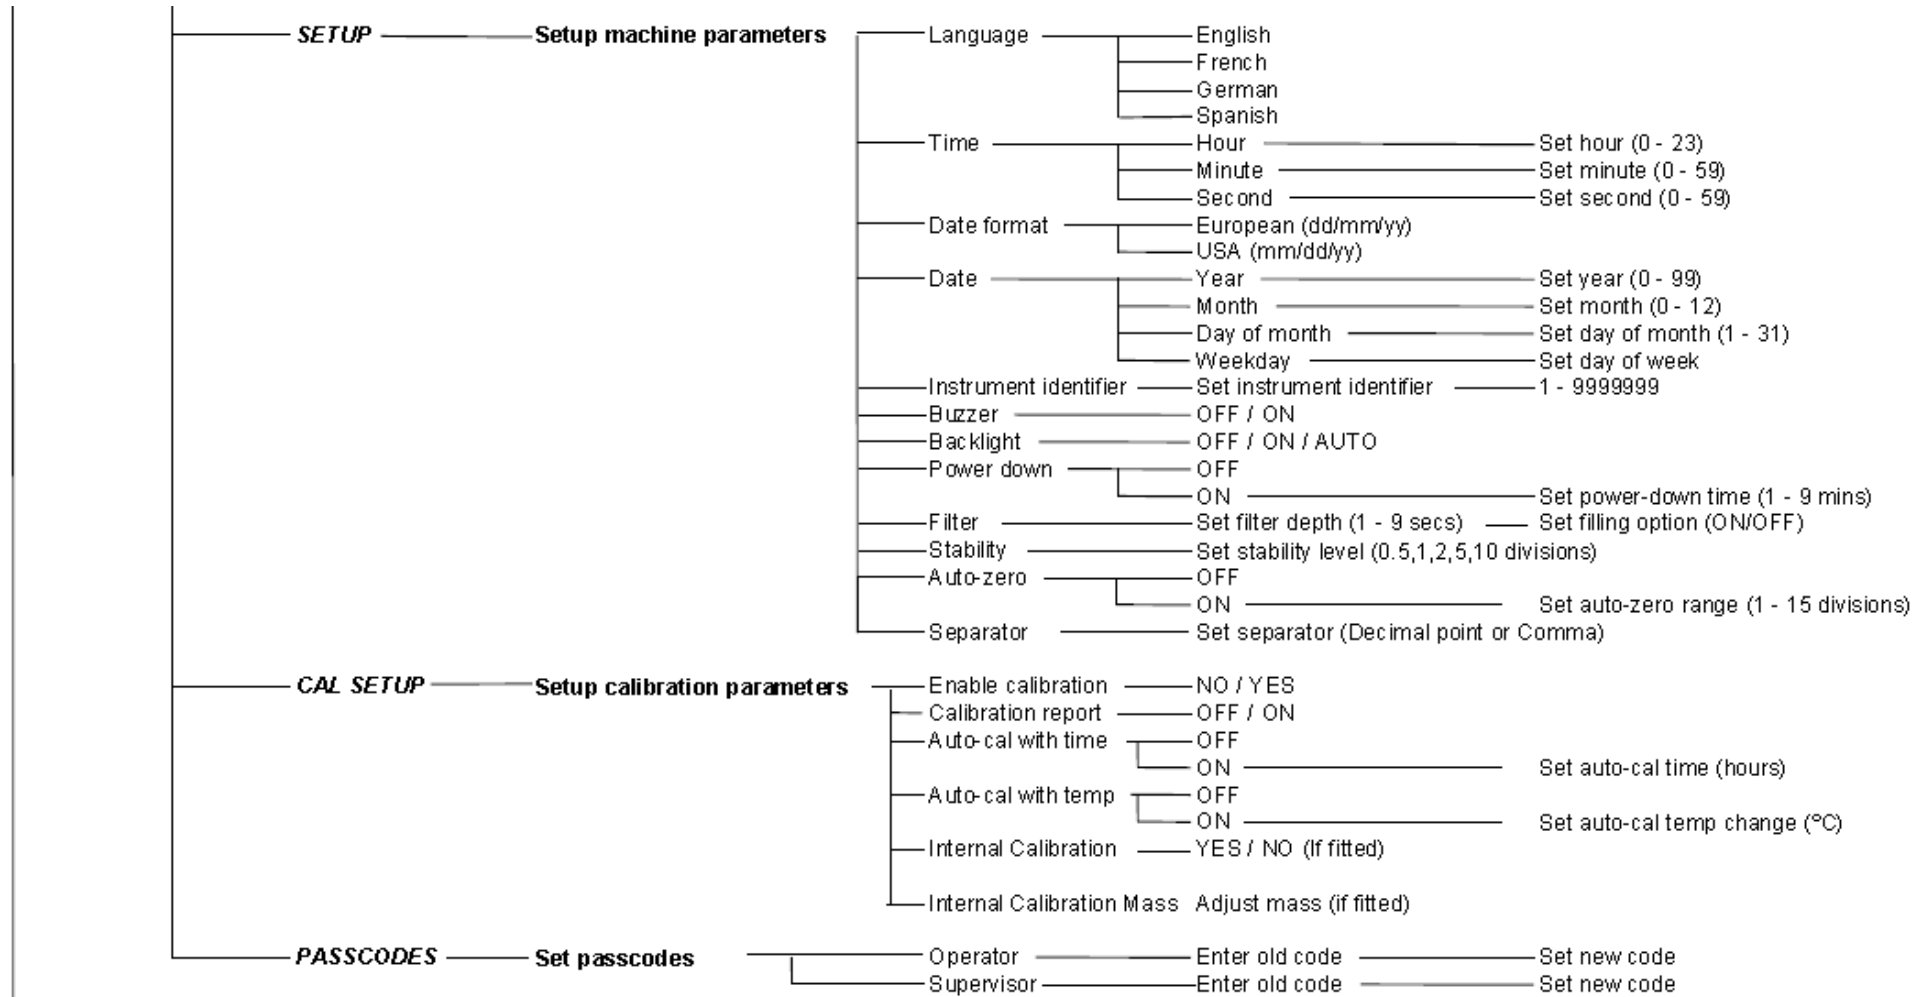 SETUP Setup machine parameters Language English
French
German
Spanish
Time Hour Set hour (0 - 23)
Minute Set minute (0 - 59)
Second Set second (0 - 59)
Date format European (dd/mm/yy)
USA (mm/dd/yy)
Date Year Set year (0 - 99)
Month Set month (0 - 12)
Day of month Set day of month (1 - 31)
Weekday Set day of week
Instrument identifier Set instrument identifier 1 - 9999999
Buzzer OFF / ON
Backlight OFF / ON / AUTO
Power down OFF
ON Set power-down time (1 - 9 mins)
Filter Set filter depth (1 - 9 secs) Set filling option (ON/OFF)
Stability Set stability level (0.5,1,2,5,10 divisions)
Auto-zero OFF
ON Set auto-zero range (1 - 15 divisions)
Separator Set separator (Decimal point or Comma)
CAL SETUP Setup calibration parameters Enable calibration NO / YES
Calibration report OFF / ON
Auto-cal with time OFF
ON Set auto-cal time (hours)
Auto-cal with temp OFF
ON Set auto-cal temp change (°C)
Internal Calibration YES / NO (If fitted)
Internal Calibration Mass Adjust mass (if fitted)
PASSCODES Set passcodes Operator Enter old code Set new code
Supervisor Enter old code Set new code